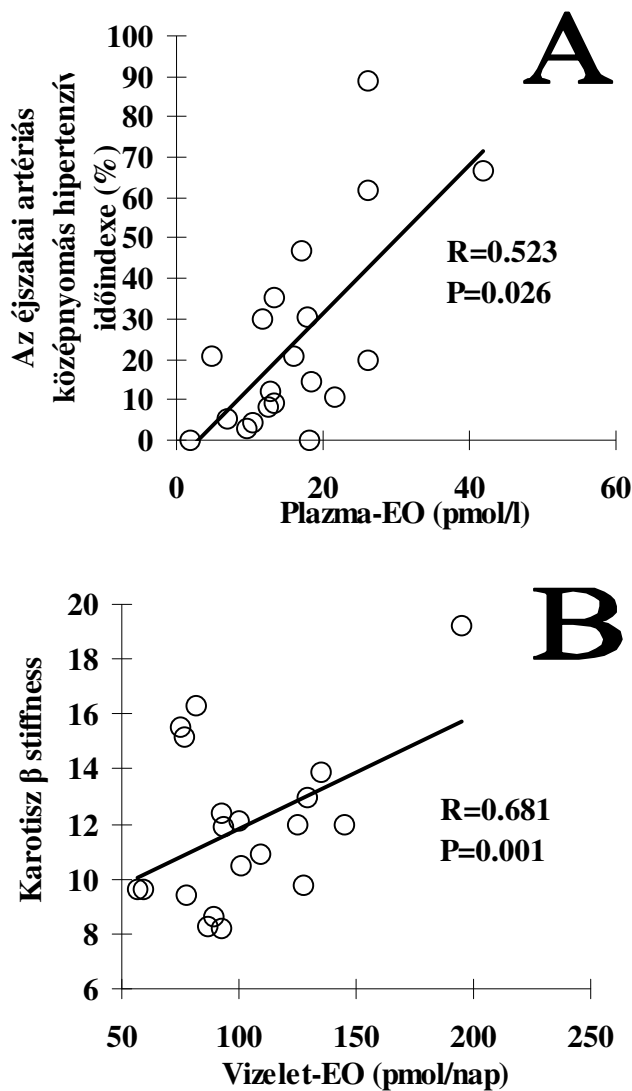 A
100
90
80
70
60
50
40
30
20
10
0
Az éjszakai artériás
középnyomás hipertenzív
időindexe (%)
R=0.523
P=0.026
0 20 40 60
Plazma-EO (pmol/l)
B
20
18
16
14
12
10
8
6
Karotisz β stiffness
R=0.681
P=0.001
50 100 150 200 250
Vizelet-EO (pmol/nap)